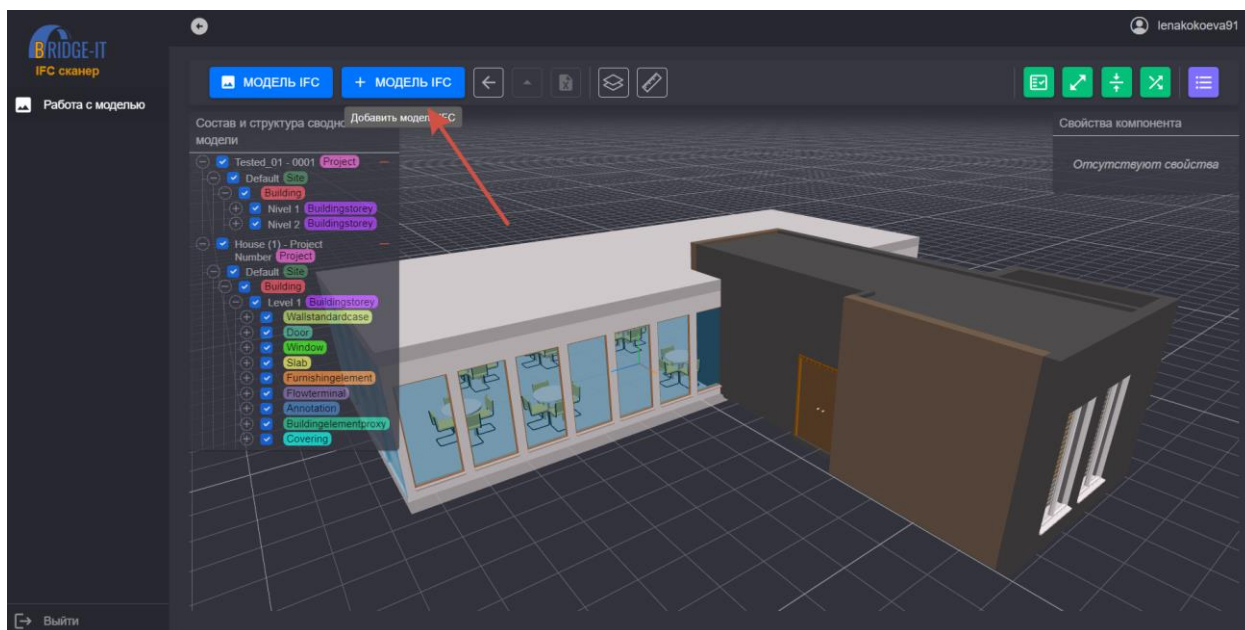 BRIDGE-IT
IFC сканер
Работа с моделью
Выйти
lenakokoeva91
МОДЕЛЬ IFC
+ МОДЕЛЬ IFC
Добавить модель IFC
Состав и структура сводно
модели
Tested_01 - 0001 Project
Default Site
Building
Nivel 1 Buildingstorey
Nivel 2 Buildingstorey
House (1) - Project
Number Project
Default Site
Building
Level 1 Buildingstorey
Wallstandardcase
Door
Window
Slab
Furnishingelement
Flowterminal
Annotation
Buildingelementproxy
Covering
Свойства компонента
Отсутствуют свойства